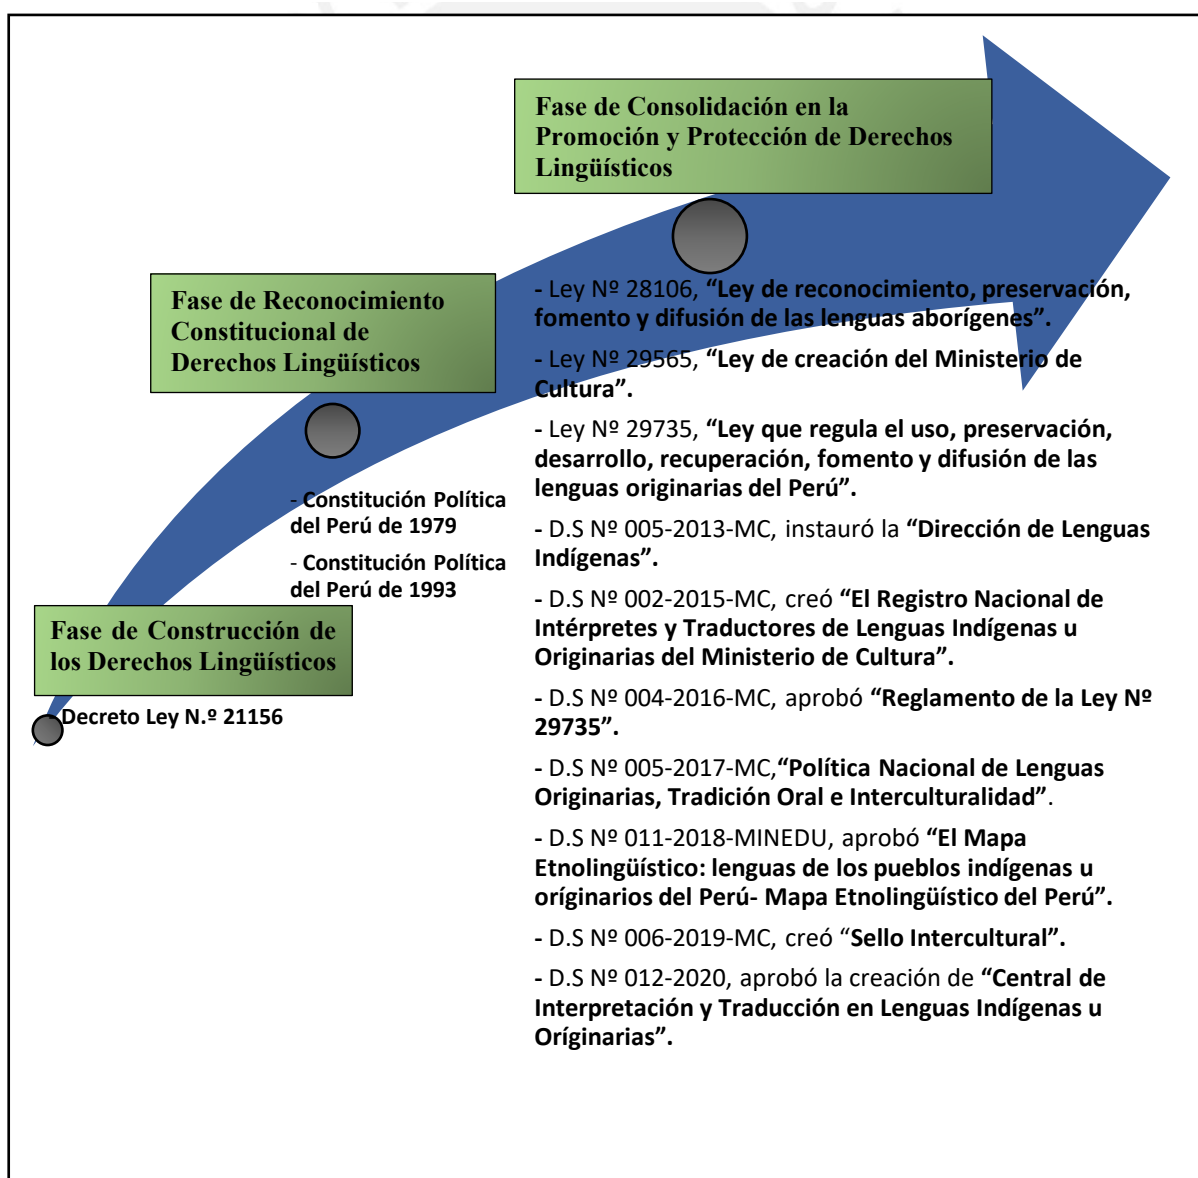 Fase de Consolidación en la
Promoción y Protección de Derechos
Lingüísticos
Fase de Reconocimiento
Constitucional de
Derechos Lingüísticos
- Constitución Política
del Perú de 1979
- Constitución Política
del Perú de 1993
Fase de Construcción de
los Derechos Lingüísticos
- Decreto Ley N.º 21156
- Ley Nº 28106, “Ley de reconocimiento, preservación,
fomento y difusión de las lenguas aborígenes”.
- Ley Nº 29565, “Ley de creación del Ministerio de
Cultura”.
- Ley Nº 29735, “Ley que regula el uso, preservación,
desarrollo, recuperación, fomento y difusión de las
lenguas originarias del Perú”.
- D.S Nº 005-2013-MC, instauró la “Dirección de Lenguas
Indígenas”.
- D.S Nº 002-2015-MC, creó “El Registro Nacional de
Intérpretes y Traductores de Lenguas Indígenas u
Originarias del Ministerio de Cultura”.
- D.S Nº 004-2016-MC, aprobó “Reglamento de la Ley Nº
29735”.
- D.S Nº 005-2017-MC,“Política Nacional de Lenguas
Originarias, Tradición Oral e Interculturalidad”.
- D.S Nº 011-2018-MINEDU, aprobó “El Mapa
Etnolingüístico: lenguas de los pueblos indígenas u
oríginarios del Perú- Mapa Etnolingüístico del Perú”.
- D.S Nº 006-2019-MC, creó “Sello Intercultural”.
- D.S Nº 012-2020, aprobó la creación de “Central de
Interpretación y Traducción en Lenguas Indígenas u
Oríginarias”.